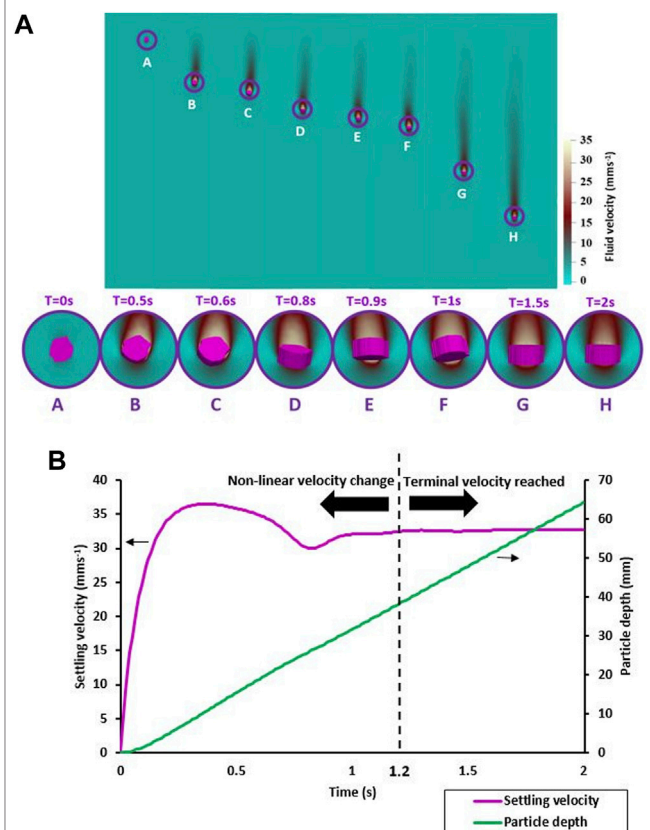 A
A
B
C
D
E
F
G
H
35
30
25
20
15
10
5
0
Fluid velocity (mms⁻¹)
T=0s T=0.5s T=0.6s T=0.8s T=0.9s T=1s T=1.5s T=2s
A B C D E F G H
B
Non-linear velocity change Terminal velocity reached
40
35
30
25
20
15
10
5
0
Settling velocity (mms⁻¹)
70
60
50
40
30
20
10
0
Particle depth (mm)
0 0.5 1 1.2 1.5 2
Time (s)
Settling velocity
Particle depth